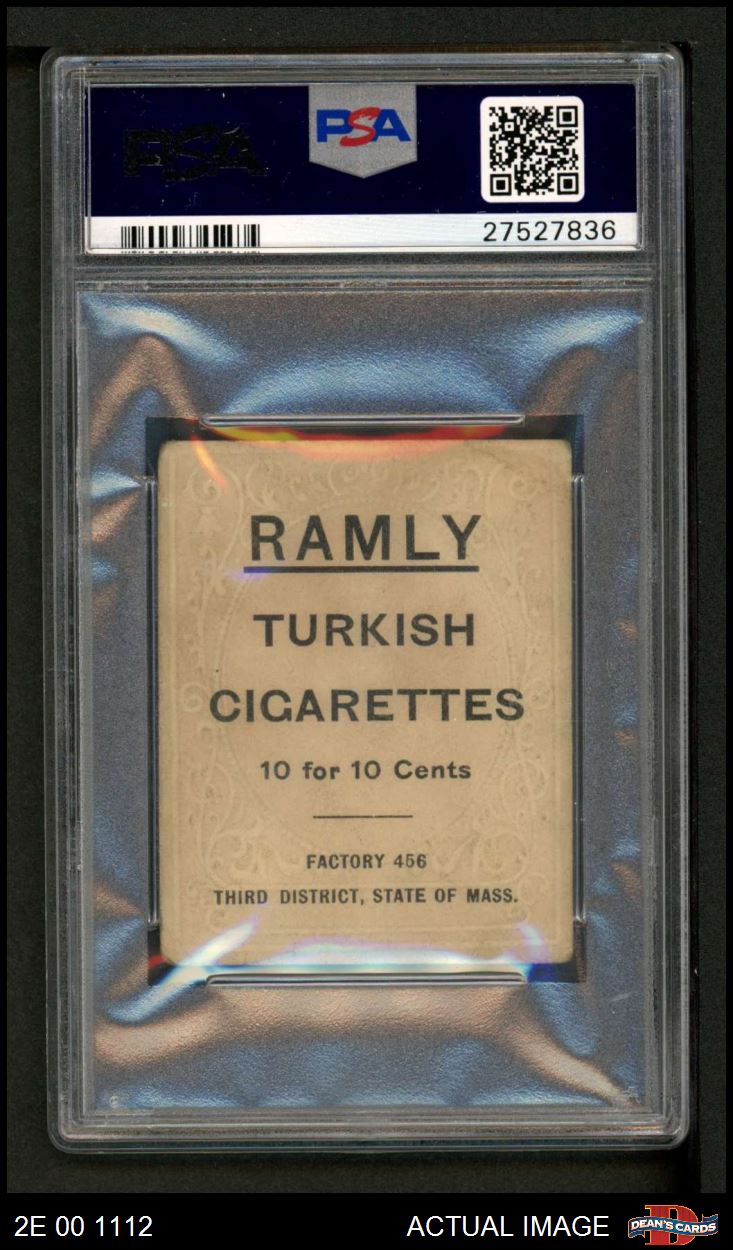 PSA
PSA
27527836
RAMLY
TURKISH
CIGARETTES
10 for 10 Cents
FACTORY 456
THIRD DISTRICT, STATE OF MASS.
2E 00 1112
ACTUAL IMAGE
D
DEAN'S CARDS